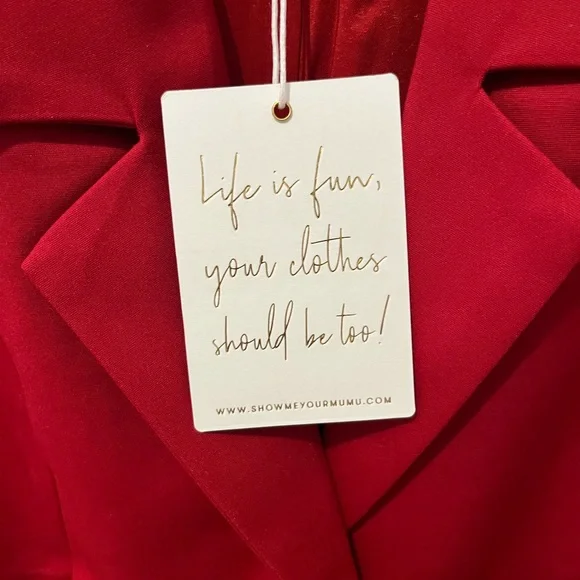 Life is fun,
your clothes
should be too!
WWW.SHOWMEYOURMUMU.COM